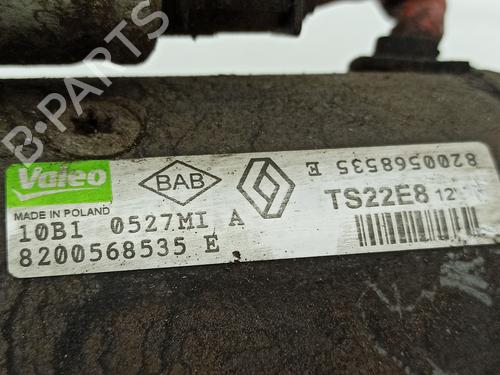 B-PARTS
Valeo
BAB
MADE IN POLAND
10B1 0527MI A
8200568535 E
8200568535 E
TS22E8 12